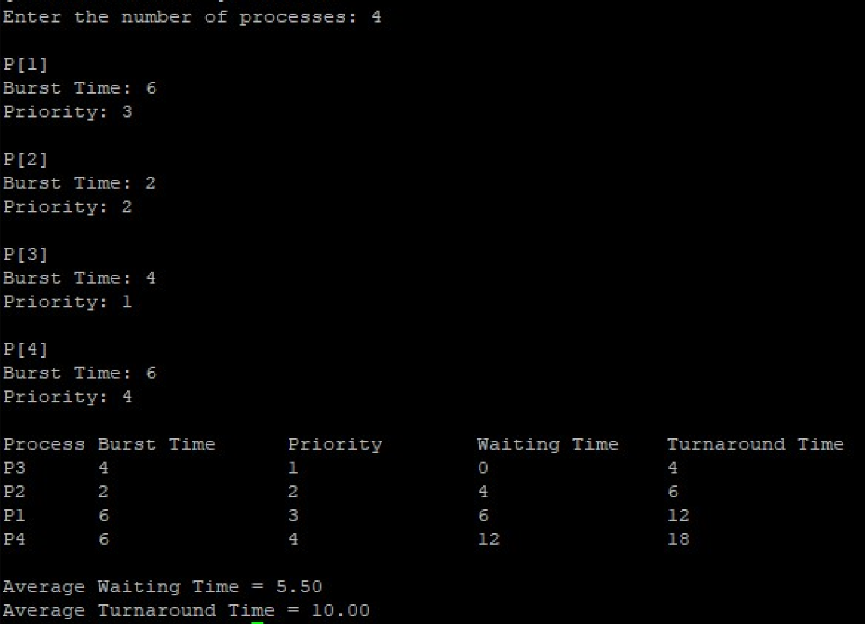 Enter the number of processes: 4
P[1]
Burst Time: 6
Priority: 3
P[2]
Burst Time: 2
Priority: 2
P[3]
Burst Time: 4
Priority: 1
P[4]
Burst Time: 6
Priority: 4
Process Burst Time Priority Waiting Time Turnaround Time
P3 4 1 0 4
P2 2 2 4 6
P1 6 3 6 12
P4 6 4 12 18
Average Waiting Time = 5.50
Average Turnaround Time = 10.00